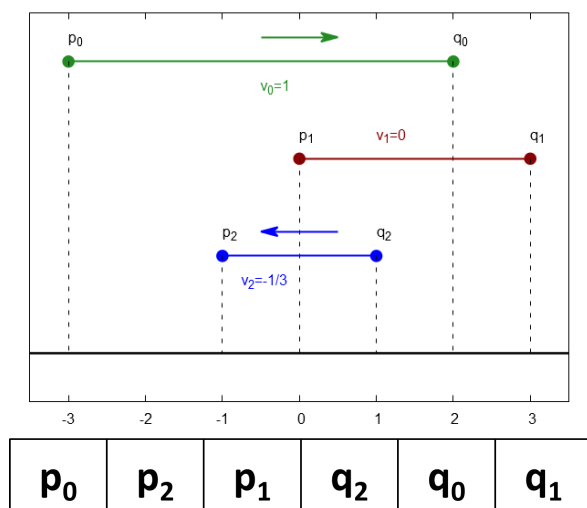 p₀ q₀
v₀=1
p₁ v₁=0 q₁
p₂ q₂
v₂=-1/3
-3 -2 -1 0 1 2 3
p₀ p₂ p₁ q₂ q₀ q₁